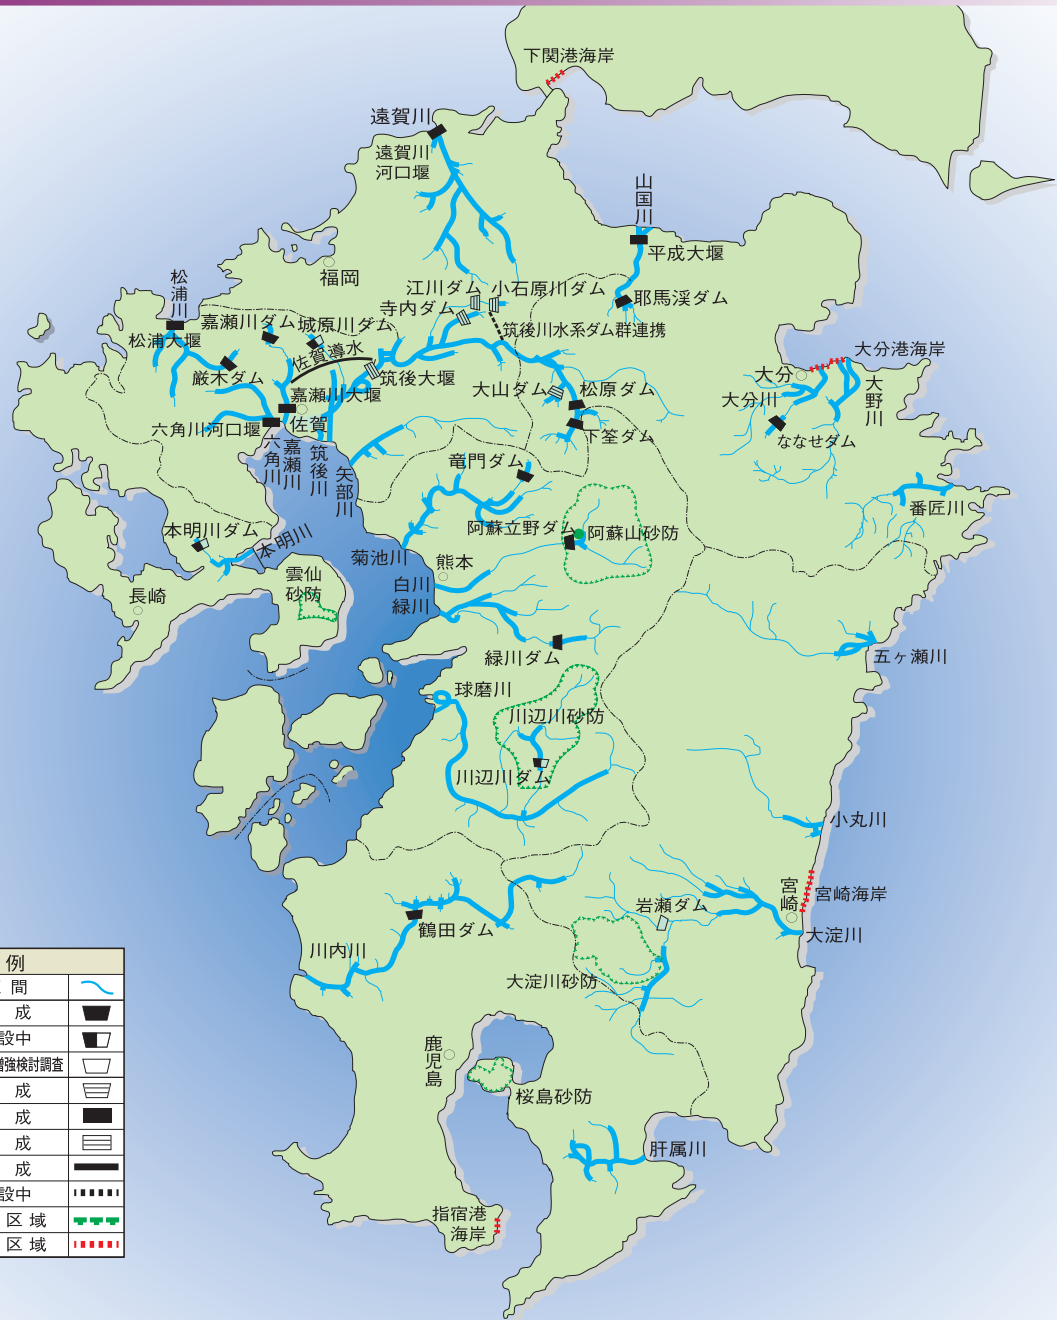 下関港海岸
遠賀川
遠賀川
河口堰
山国川
平成大堰
福岡
松浦川
江川ダム
小石原川ダム
寺内ダム
耶馬渓ダム
嘉瀬川ダム
城原川ダム
筑後川水系ダム群連携
松浦大堰
佐賀導水
大分港海岸
厳木ダム
筑後大堰
大分
嘉瀬川大堰
大山ダム
松原ダム
大分川
大野川
六角川河口堰
佐賀
下筌ダム
ななせダム
六角川
嘉瀬川
筑後川
矢部川
竜門ダム
番匠川
本明川ダム
本明川
阿蘇立野ダム
阿蘇山砂防
菊池川
熊本
雲仙
砂防
白川
長崎
緑川
緑川ダム
五ヶ瀬川
球磨川
川辺川砂防
川辺川ダム
小丸川
宮崎
宮崎海岸
岩瀬ダム
鶴田ダム
大淀川
川内川
大淀川砂防
鹿児島
桜島砂防
肝属川
指宿港
海岸
例
間
成
設中
増強検討調査
成
成
成
成
設中
区域
区域